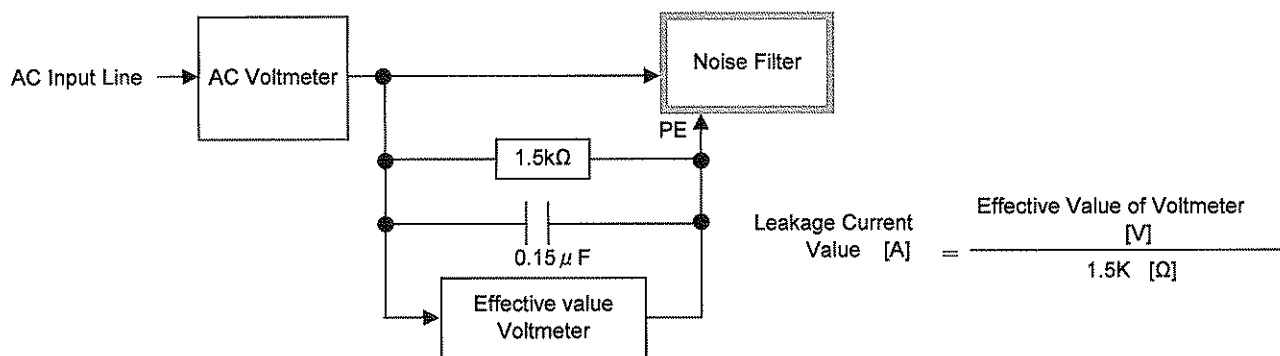 AC Input Line
AC Voltmeter
Noise Filter
PE
1.5kΩ
0.15μF
Effective value
Voltmeter
Leakage Current
Value [A]
=
Effective Value of Voltmeter
[V]
1.5K [Ω]